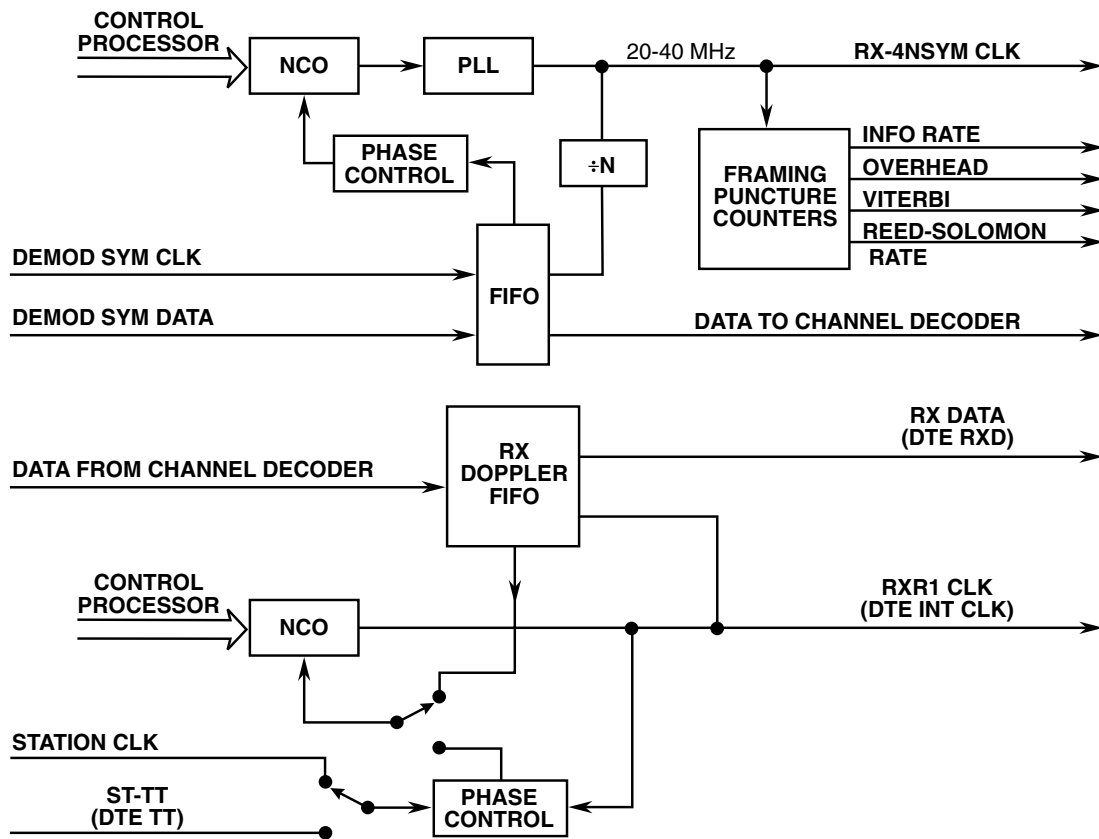 CONTROL
PROCESSOR
NCO
PLL
20-40 MHz
RX-4NSYM CLK
PHASE
CONTROL
÷N
FRAMING
PUNCTURE
COUNTERS
INFO RATE
OVERHEAD
VITERBI
REED-SOLOMON
RATE
DEMOD SYM CLK
FIFO
DEMOD SYM DATA
DATA TO CHANNEL DECODER
RX
DOPPLER
FIFO
RX DATA
(DTE RXD)
DATA FROM CHANNEL DECODER
CONTROL
PROCESSOR
NCO
RXR1 CLK
(DTE INT CLK)
STATION CLK
ST-TT
(DTE TT)
PHASE
CONTROL